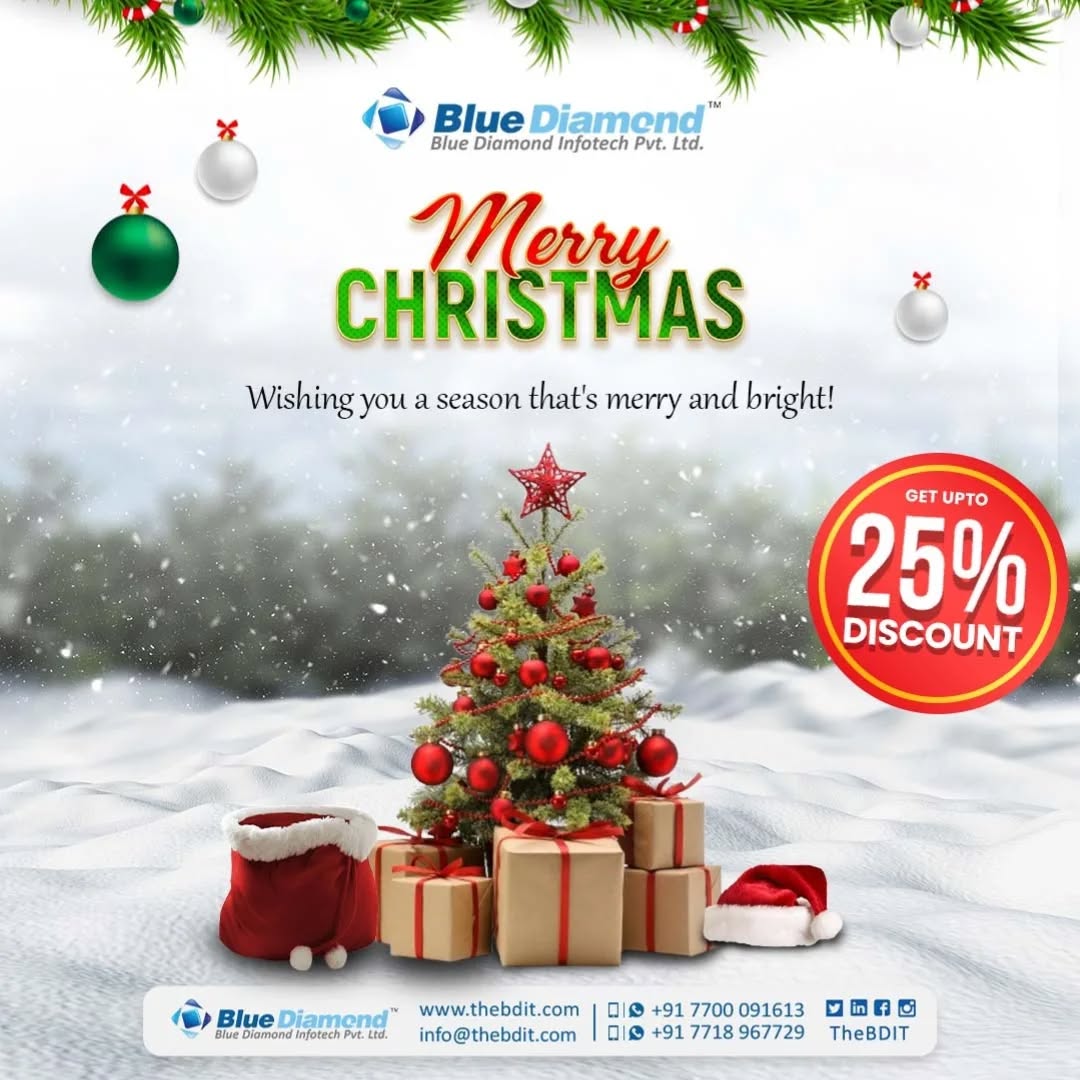 Blue Diamond™
Blue Diamond Infotech Pvt. Ltd.
Merry
CHRISTMAS
Wishing you a season that's merry and bright!
GET UPTO
25%
DISCOUNT
Blue Diamond™
Blue Diamond Infotech Pvt. Ltd.
www.thebdit.com
info@thebdit.com
+91 7700 091613
+91 7718 967729
TheBDIT